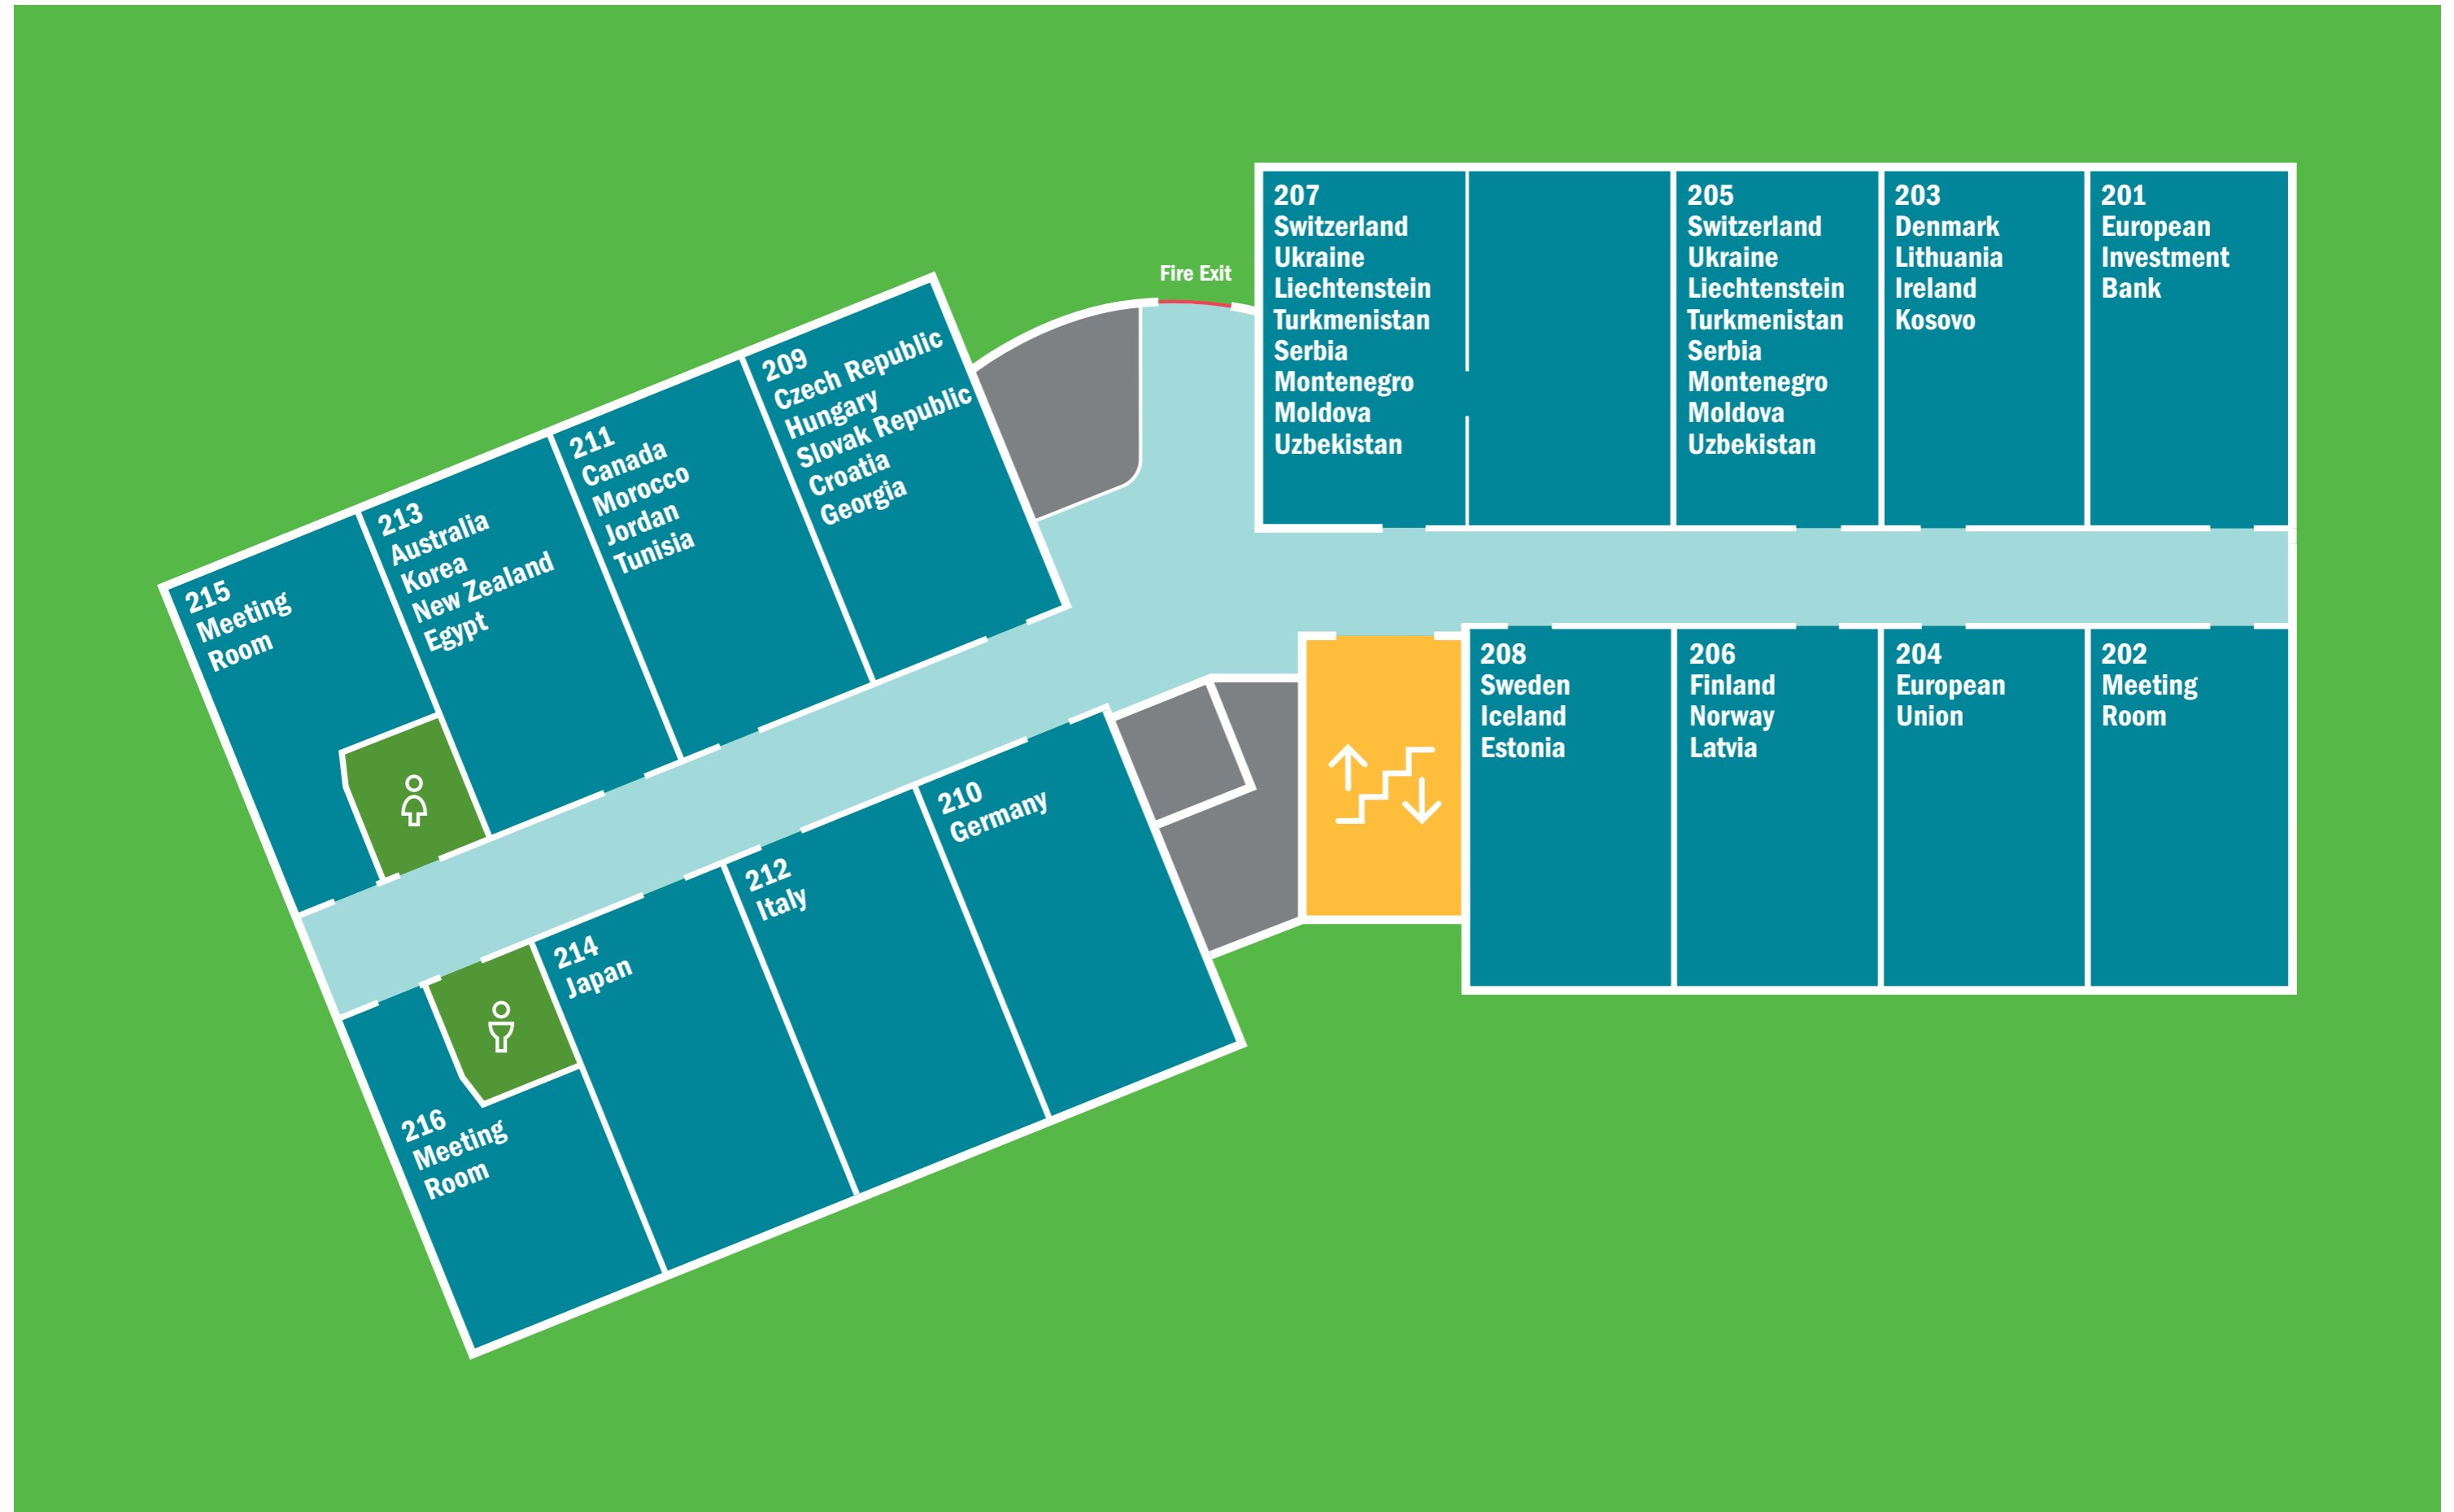 Fire Exit
207
Switzerland
Ukraine
Liechtenstein
Turkmenistan
Serbia
Montenegro
Moldova
Uzbekistan
205
Switzerland
Ukraine
Liechtenstein
Turkmenistan
Serbia
Montenegro
Moldova
Uzbekistan
203
Denmark
Lithuania
Ireland
Kosovo
201
European
Investment
Bank
215
Meeting
Room
213
Australia
Korea
New Zealand
Egypt
211
Canada
Morocco
Jordan
Tunisia
209
Czech Republic
Hungary
Slovak Republic
Croatia
Georgia
216
Meeting
Room
214
Japan
212
Italy
210
Germany
208
Sweden
Iceland
Estonia
206
Finland
Norway
Latvia
204
European
Union
202
Meeting
Room